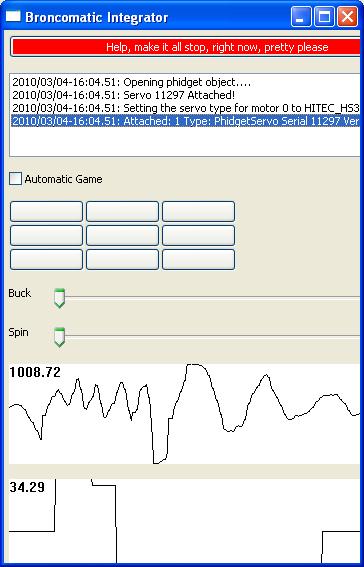 Broncomatic Integrator
Help, make it all stop, right now, pretty please
2010/03/04-16:04.51: Opening phidget object....
2010/03/04-16:04.51: Servo 11297 Attached!
2010/03/04-16:04.51: Setting the servo type for motor 0 to HITEC_HS3
2010/03/04-16:04.51: Attached: 1 Type: PhidgetServo Serial 11297 Ver
Automatic Game
Buck
Spin
1008.72
34.29